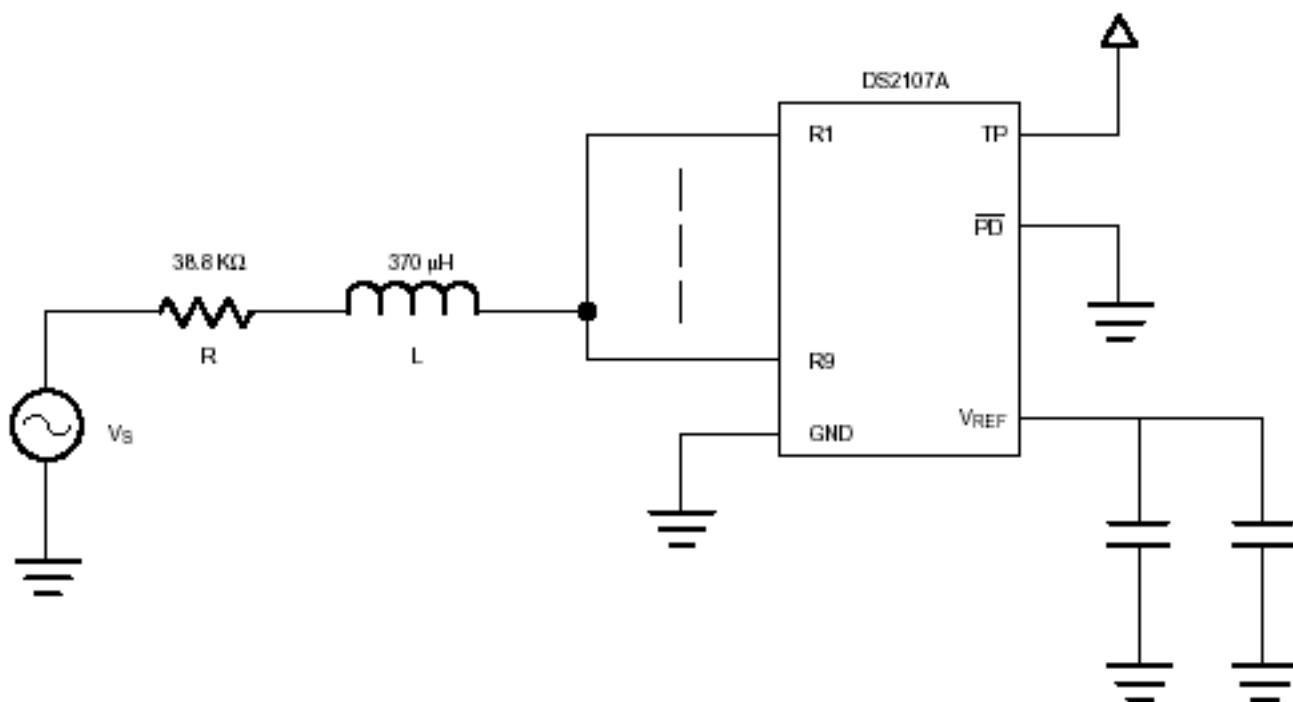 DS2107A
R1
TP
PD
38.8 KΩ
370 μH
R
L
R9
VS
GND
VREF